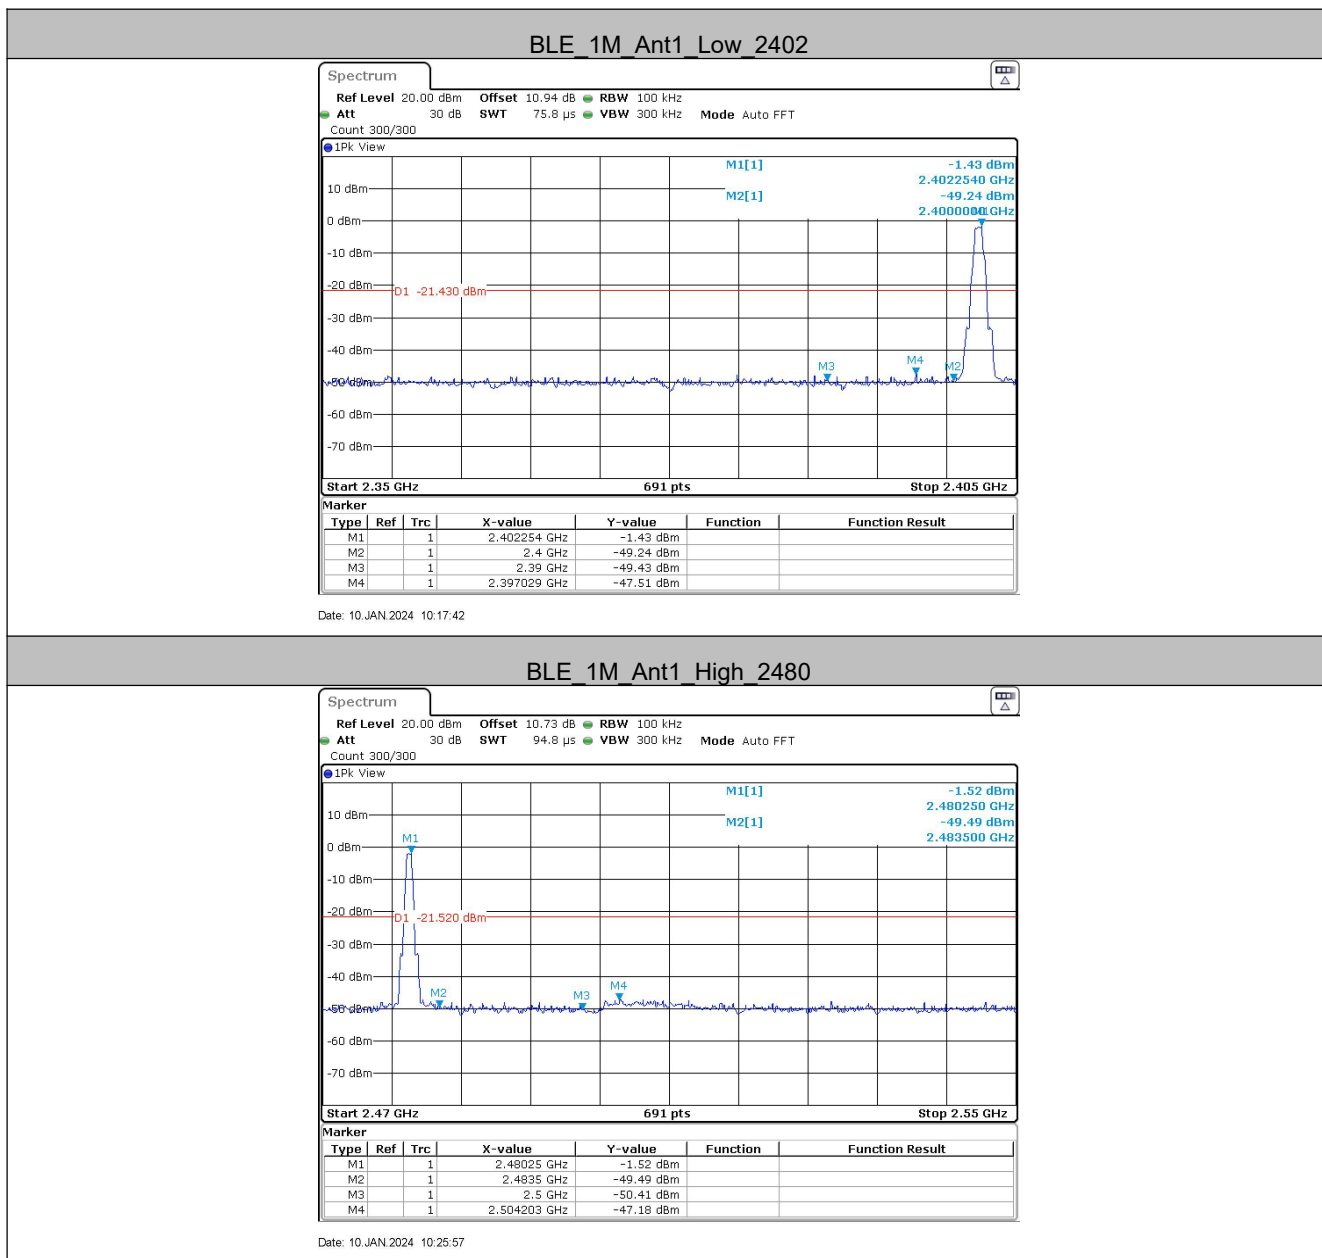 BLE_1M_Ant1_Low_2402
Spectrum
Ref Level 20.00 dBm Offset 10.94 dB RBW 100 kHz
Att 30 dB SWT 75.8 µs VBW 300 kHz Mode Auto FFT
Count 300/300
1Pk View
M1[1] -1.43 dBm
2.4022540 GHz
10 dBm
M2[1] -49.24 dBm
2.4000000 GHz
M1
0 dBm
-10 dBm
-20 dBm
D1 -21.430 dBm
-30 dBm
-40 dBm
M3 M4 M2
-50 dBm
-60 dBm
-70 dBm
Start 2.35 GHz 691 pts Stop 2.405 GHz
Marker
Type Ref Trc X-value Y-value Function Function Result
M1 1 2.402254 GHz -1.43 dBm
M2 1 2.4 GHz -49.24 dBm
M3 1 2.39 GHz -49.43 dBm
M4 1 2.397029 GHz -47.51 dBm
Date: 10.JAN.2024 10:17:42
BLE_1M_Ant1_High_2480
Spectrum
Ref Level 20.00 dBm Offset 10.73 dB RBW 100 kHz
Att 30 dB SWT 94.8 µs VBW 300 kHz Mode Auto FFT
Count 300/300
1Pk View
M1[1] -1.52 dBm
2.480250 GHz
10 dBm
M2[1] -49.49 dBm
2.483500 GHz
M1
0 dBm
-10 dBm
-20 dBm
D1 -21.520 dBm
-30 dBm
-40 dBm
M2 M3 M4
-50 dBm
-60 dBm
-70 dBm
Start 2.47 GHz 691 pts Stop 2.55 GHz
Marker
Type Ref Trc X-value Y-value Function Function Result
M1 1 2.48025 GHz -1.52 dBm
M2 1 2.4835 GHz -49.49 dBm
M3 1 2.5 GHz -50.41 dBm
M4 1 2.504203 GHz -47.18 dBm
Date: 10.JAN.2024 10:25:57